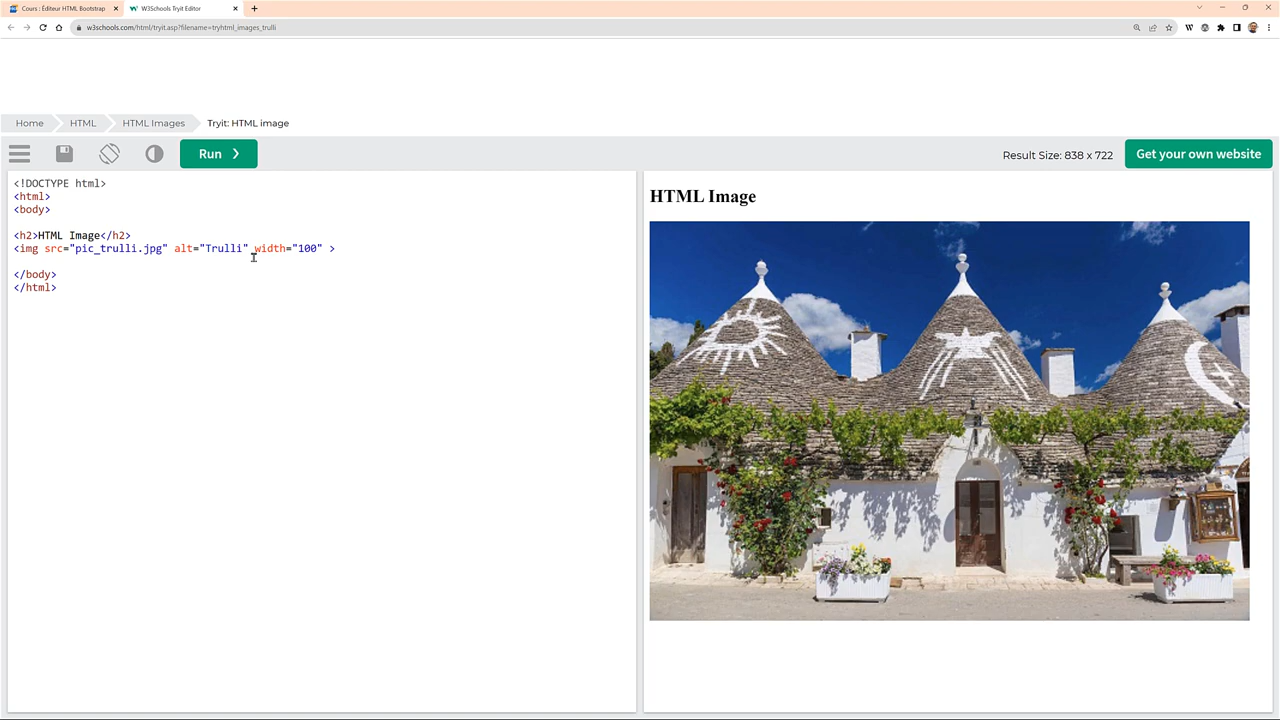 Cours : Éditeur HTML Bootstrap
W3Schools Tryit Editor
w3schools.com/html/tryit.asp?filename=tryhtml_images_trulli
Home
HTML
HTML Images
Tryit: HTML image
Run ❯
Result Size: 838 x 722
Get your own website
<!DOCTYPE html>
<html>
<body>
<h2>HTML Image</h2>
<img src="pic_trulli.jpg" alt="Trulli" width="100" >
</body>
</html>
HTML Image